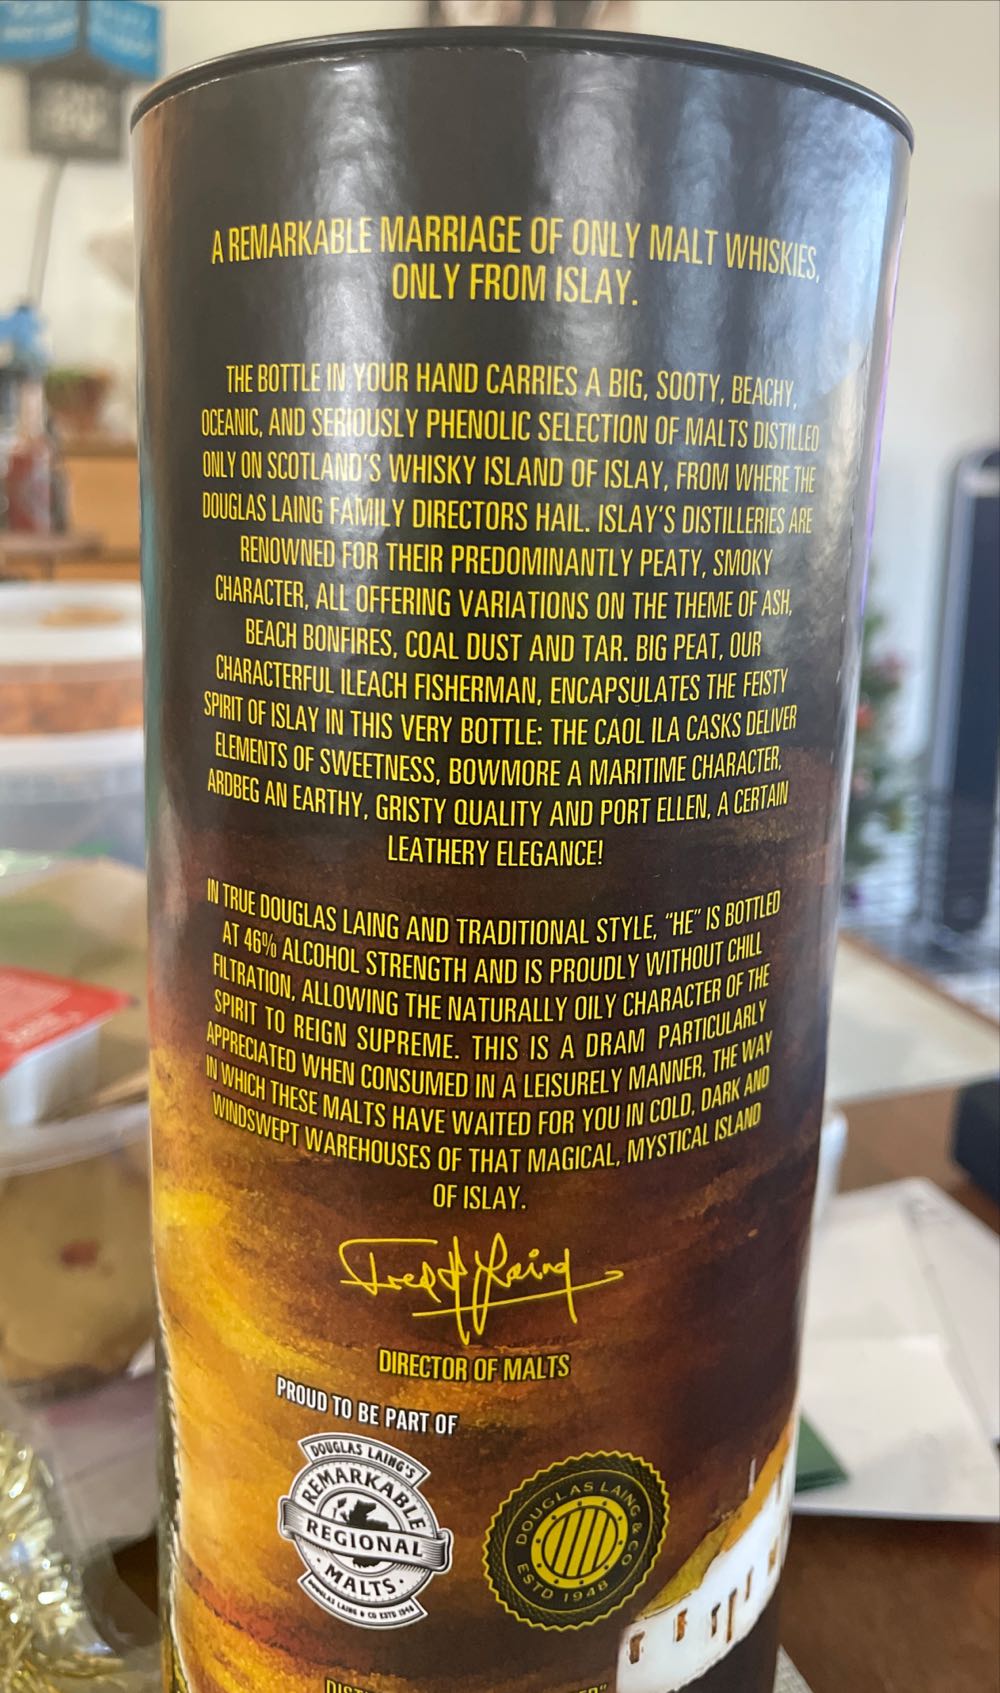 A REMARKABLE MARRIAGE OF ONLY MALT WHISKIES,
ONLY FROM ISLAY.
THE BOTTLE IN YOUR HAND CARRIES A BIG, SOOTY, BEACHY,
OCEANIC, AND SERIOUSLY PHENOLIC SELECTION OF MALTS DISTILLED
ONLY ON SCOTLAND'S WHISKY ISLAND OF ISLAY, FROM WHERE THE
DOUGLAS LAING FAMILY DIRECTORS HAIL. ISLAY'S DISTILLERIES ARE
RENOWNED FOR THEIR PREDOMINANTLY PEATY, SMOKY
CHARACTER, ALL OFFERING VARIATIONS ON THE THEME OF ASH,
BEACH BONFIRES, COAL DUST AND TAR. BIG PEAT, OUR
CHARACTERFUL ILEACH FISHERMAN, ENCAPSULATES THE FEISTY
SPIRIT OF ISLAY IN THIS VERY BOTTLE: THE CAOL ILA CASKS DELIVER
ELEMENTS OF SWEETNESS, BOWMORE A MARITIME CHARACTER,
ARDBEG AN EARTHY, GRISTY QUALITY AND PORT ELLEN, A CERTAIN
LEATHERY ELEGANCE!
IN TRUE DOUGLAS LAING AND TRADITIONAL STYLE, "HE" IS BOTTLED
AT 46% ALCOHOL STRENGTH AND IS PROUDLY WITHOUT CHILL
FILTRATION, ALLOWING THE NATURALLY OILY CHARACTER OF THE
SPIRIT TO REIGN SUPREME. THIS IS A DRAM PARTICULARLY
APPRECIATED WHEN CONSUMED IN A LEISURELY MANNER, THE WAY
IN WHICH THESE MALTS HAVE WAITED FOR YOU IN COLD, DARK AND
WINDSWEPT WAREHOUSES OF THAT MAGICAL, MYSTICAL ISLAND
OF ISLAY.
Fred H Laing
DIRECTOR OF MALTS
PROUD TO BE PART OF
DOUGLAS LAING'S
REMARKABLE
REGIONAL
MALTS
DOUGLAS LAING & CO ESTD 1948
DOUGLAS LAING & CO
ESTD 1948